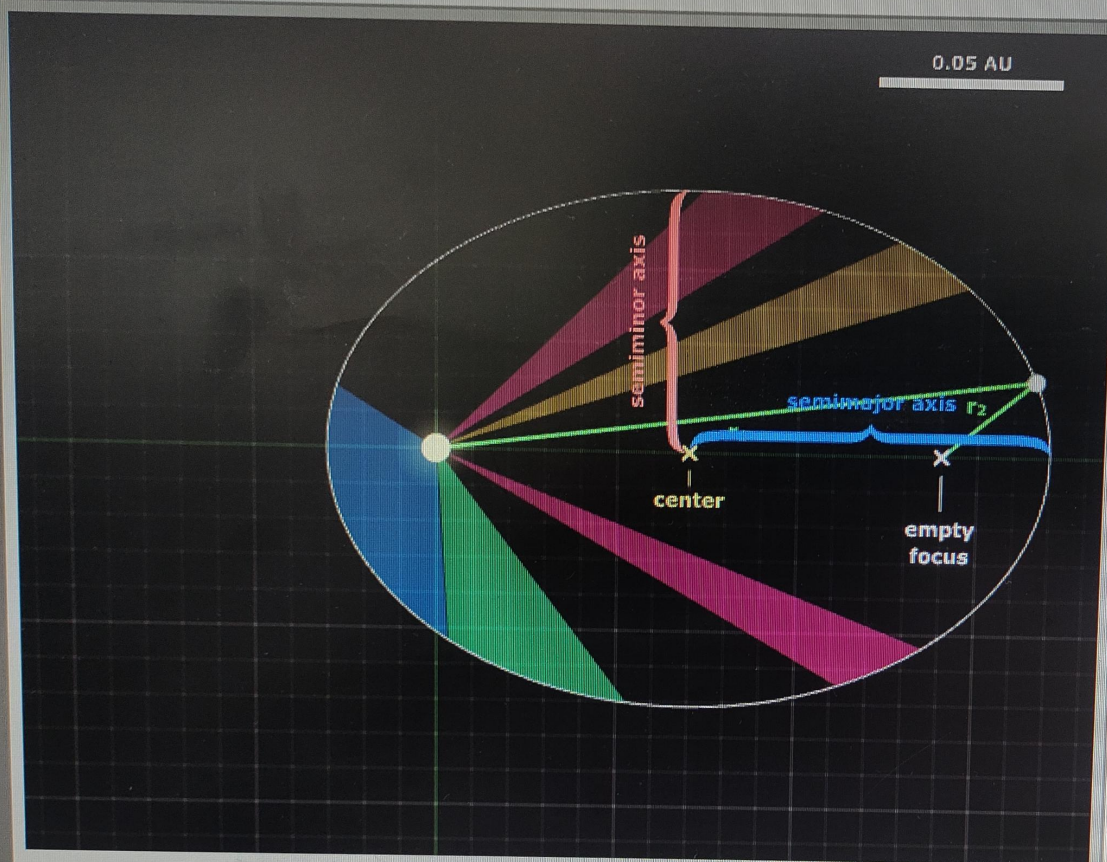 0.05 AU
semiminor axis
semimajor axis r₂
center
empty
focus